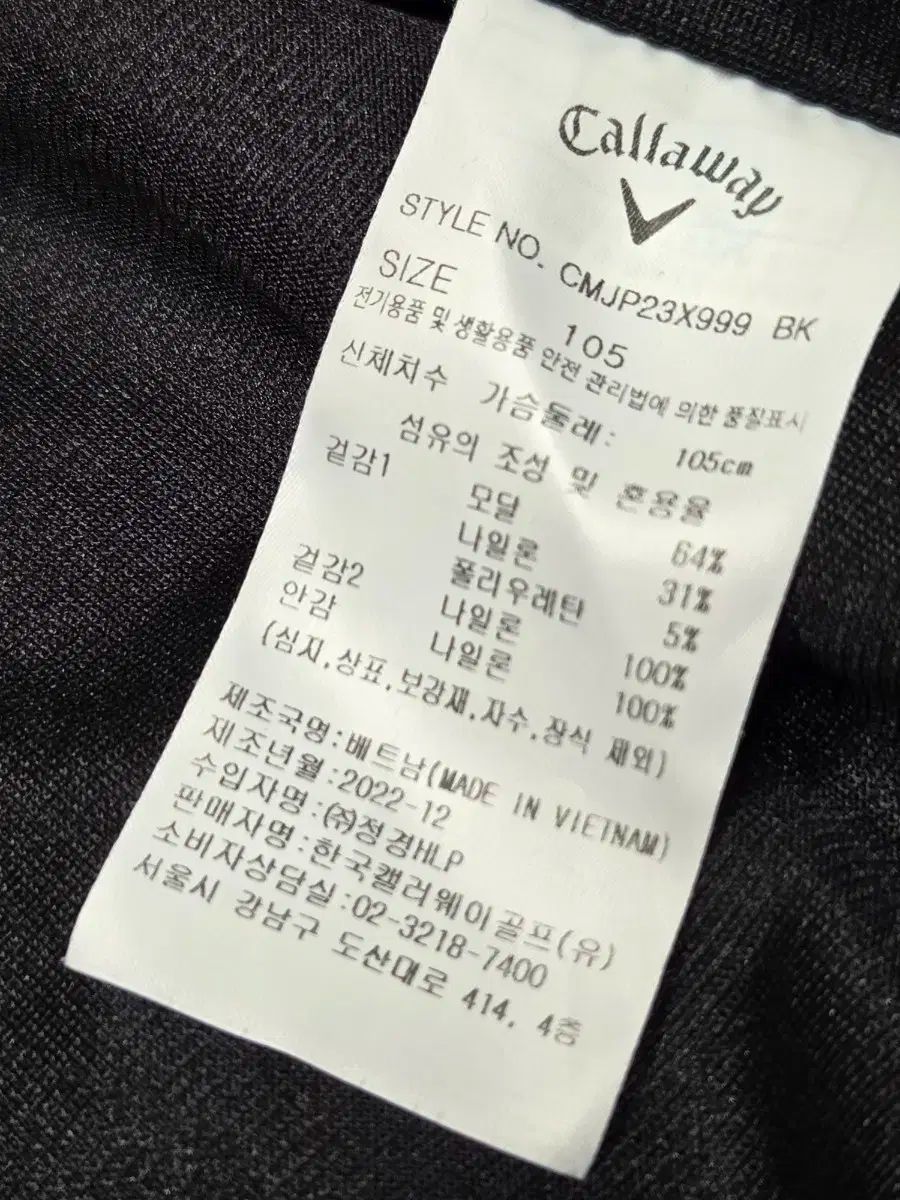 Callaway
STYLE NO. CMJP23X999 BK
SIZE 105
전기용품 및 생활용품 안전 관리법에 의한 품질표시
신체치수 가슴둘레: 105cm
섬유의 조성 및 혼용율
겉감1 모달 64%
나일론 31%
폴리우레탄 5%
겉감2 나일론 100%
안감 나일론 100%
(심지,상표,보강재,자수,장식 제외)
제조국명:베트남(MADE IN VIETNAM)
제조년월:2022-12
수입자명:㈜정경HLP
판매자명:한국캘러웨이골프(유)
소비자상담실:02-3218-7400
서울시 강남구 도산대로 414, 4층